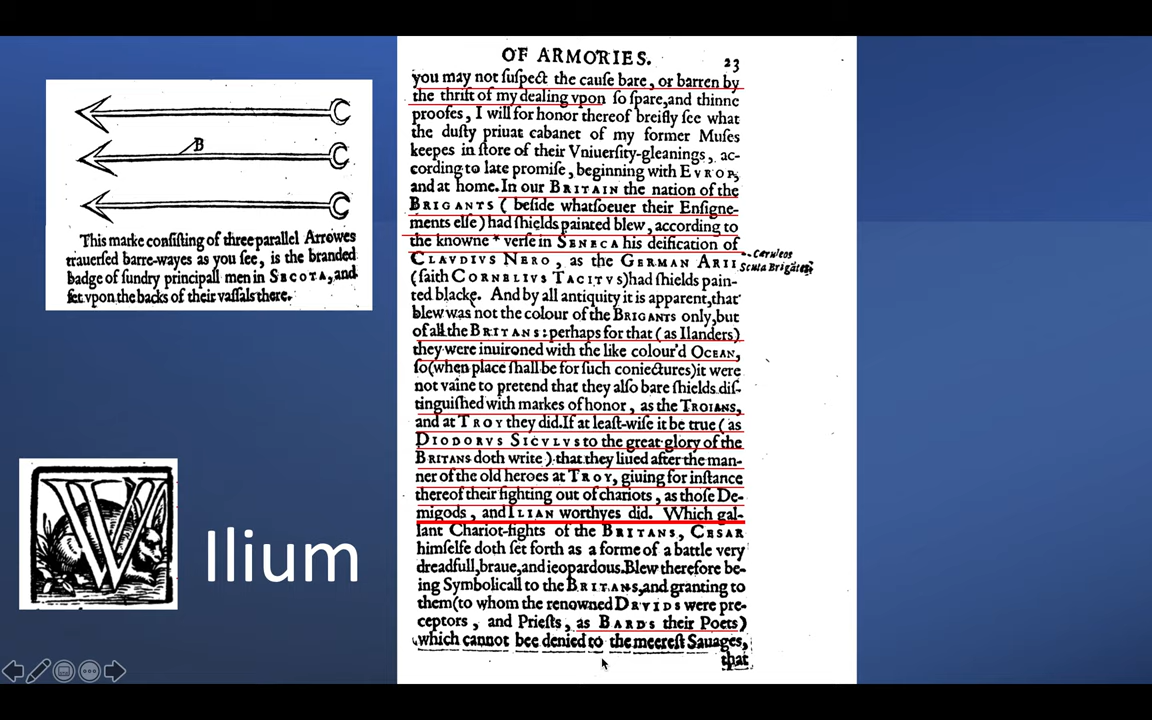 B
This marke conſiſting of three parallel Arrowes
trauerſed barre-wayes as you ſee, is the branded
badge of ſundry principall men in SECOTA, and
ſet vpon the backs of their vaſſals there.
W
Ilium
OF ARMORIES.
23
you may not ſuſpect the cauſe bare, or barren by
the thrift of my dealing vpon ſo ſpare, and thinne
proofes, I will for honor thereof breifly ſee what
the duſty priuat cabanet of my former Muſes
keepes in ſtore of their Vniuerſity-gleanings, ac-
cording to late promiſe, beginning with EVROP,
and at home. In our BRITAIN the nation of the
BRIGANTS ( beſide whatſoeuer their Enſigne-
ments elſe) had ſhields painted blew, according to
the knowne * verſe in SENECA his deification of
CLAVDIVS NERO, as the GERMAN ARII
(ſaith CORNELIVS TACITVS) had ſhields pain-
ted blacke. And by all antiquity it is apparent, that
blew was not the colour of the BRIGANTS only, but
of all the BRITANS: perhaps for that (as Ilanders)
they were inuironed with the like colour'd OCEAN,
ſo (when place ſhall be for ſuch coniectures) it were
not vaine to pretend that they alſo bare ſhields diſ-
tinguiſhed with markes of honor, as the TROIANS,
and at TROY they did. If at leaſt-wiſe it be true ( as
DIODORVS SICVLVS to the great glory of the
BRITANS doth write ) that they liued after the man-
ner of the old heroes at TROY, giuing for inſtance
thereof their fighting out of chariots, as thoſe De-
migods, and ILIAN worthyes did. Which gal-
lant Chariot-fights of the BRITANS, CESAR
himſelfe doth ſet forth as a forme of a battle very
dreadfull, braue, and ieopardous. Blew therefore be-
ing Symbolicall to the BRITANS, and granting to
them (to whom the renowned DRVIDS were pre-
ceptors, and Prieſts, as BARDS their Poets)
which cannot bee denied to the meereſt Sauages,
that
*Cæruleos
Scuta Brigātes